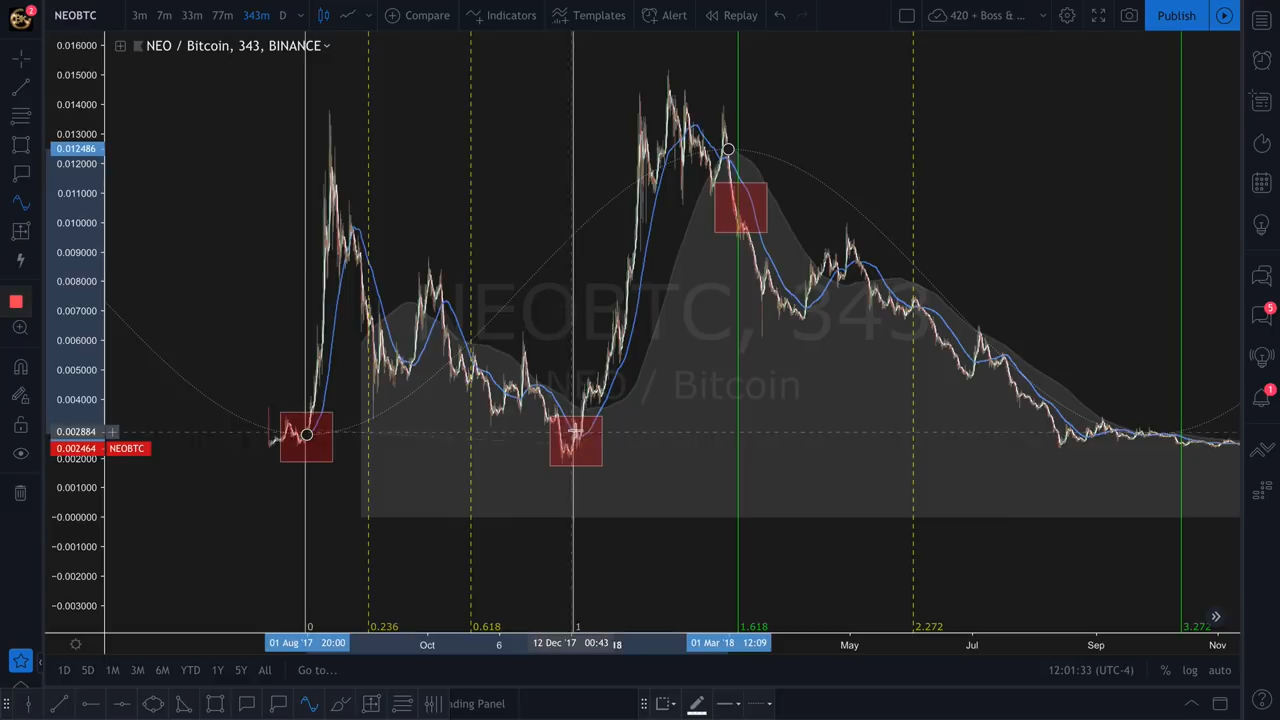 2
NEOBTC
3m 7m 33m 77m 343m D Compare Indicators Templates Alert Replay 420 + Boss & ... Publish
NEO / Bitcoin, 343, BINANCE
0.016000
0.015000
0.014000
0.013000
0.012486
0.012000
0.011000
0.010000
0.009000
0.008000
0.007000
0.006000
0.005000
0.004000
0.002884
0.002464 NEOBTC
0.002000
−0.000000
−0.001000
−0.002000
−0.003000
NEOBTC, 343
NEO / Bitcoin
5
1
0 0.236 0.618 1 1.618 2.272 3.272
01 Aug '17 20:00 Oct 6 12 Dec '17 00:43 18 01 Mar '18 12:09 May Jul Sep Nov
1D 5D 1M 3M 6M YTD 1Y 5Y All Go to... 12:01:33 (UTC-4) % log auto
ding Panel